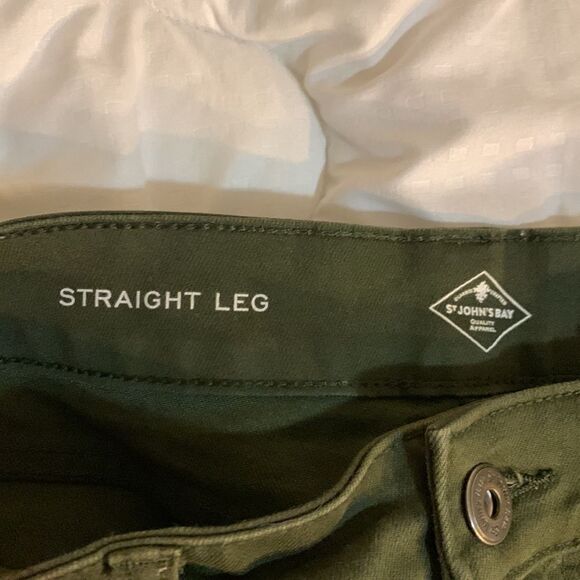 STRAIGHT LEG
ST JOHN'S BAY
QUALITY
APPAREL